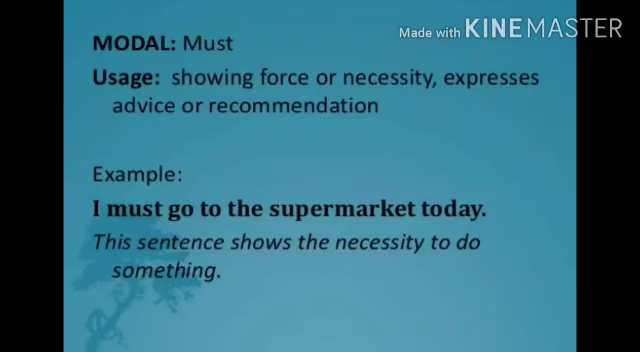 Made with KINEMASTER
MODAL: Must
Usage: showing force or necessity, expresses
advice or recommendation
Example:
I must go to the supermarket today.
This sentence shows the necessity to do
something.